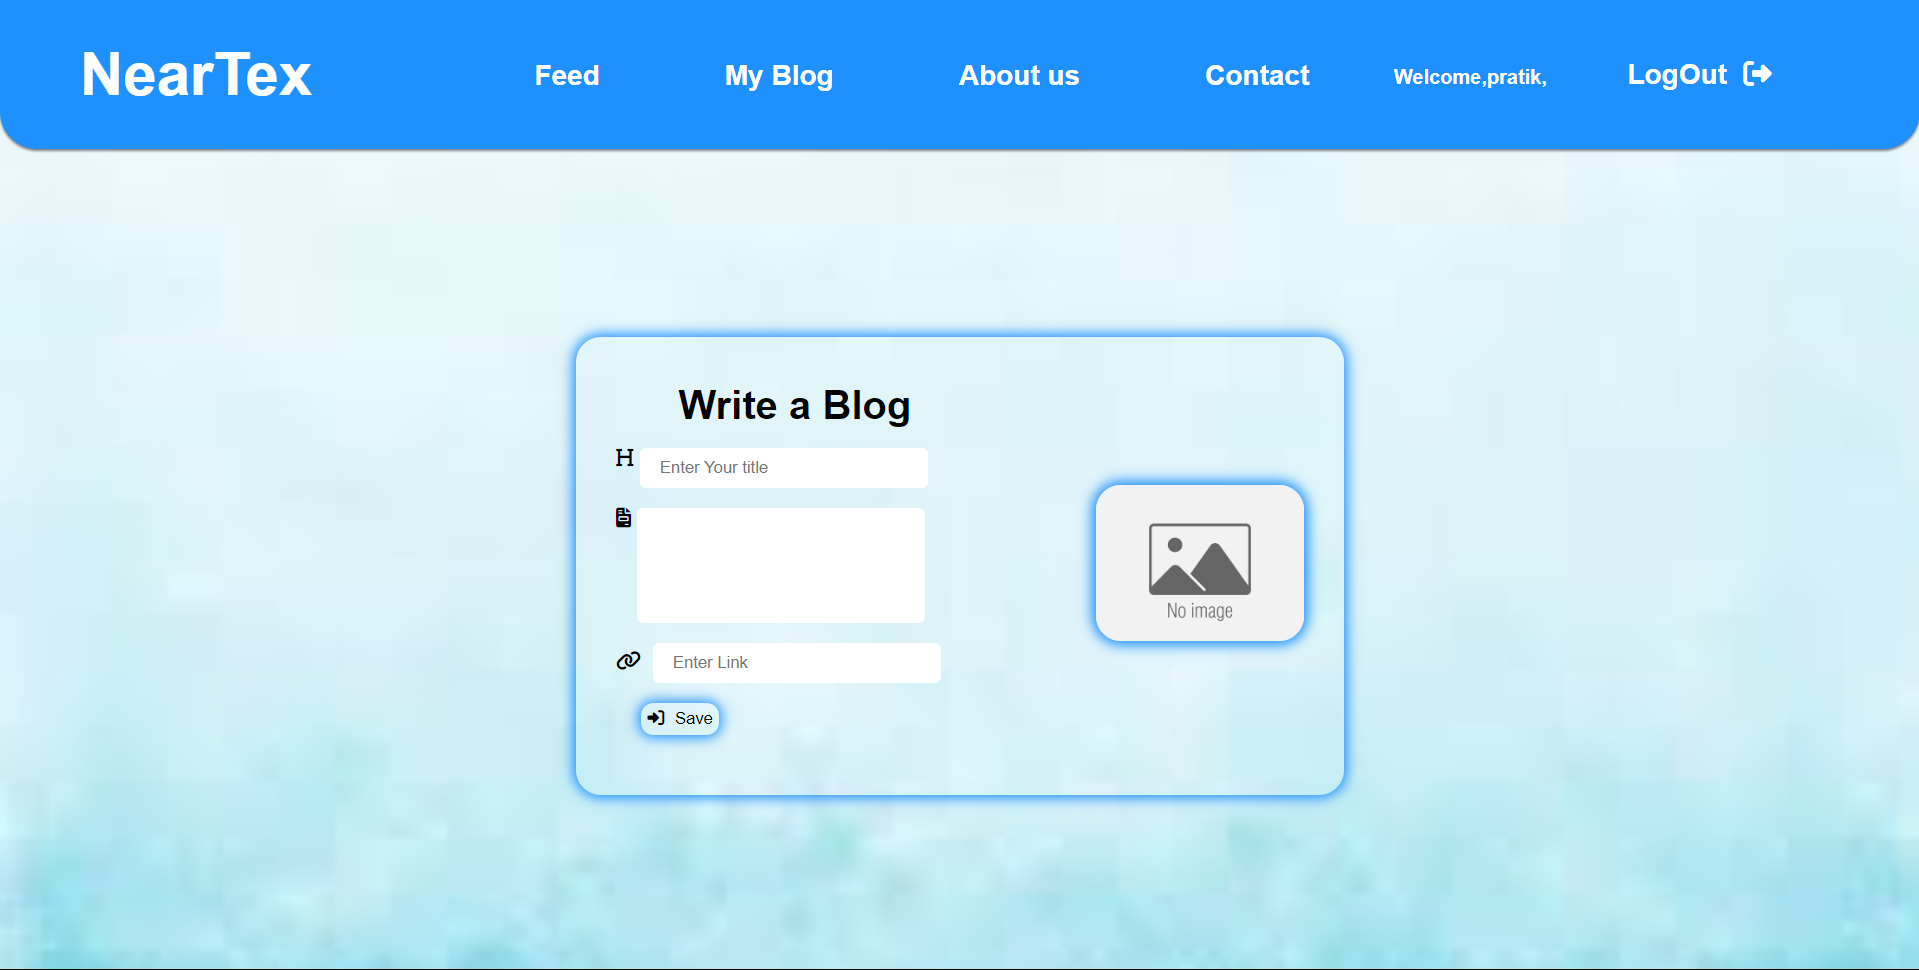 NearTex
Feed
My Blog
About us
Contact
Welcome,pratik,
LogOut
Write a Blog
Enter Your title
Enter Link
Save
No image